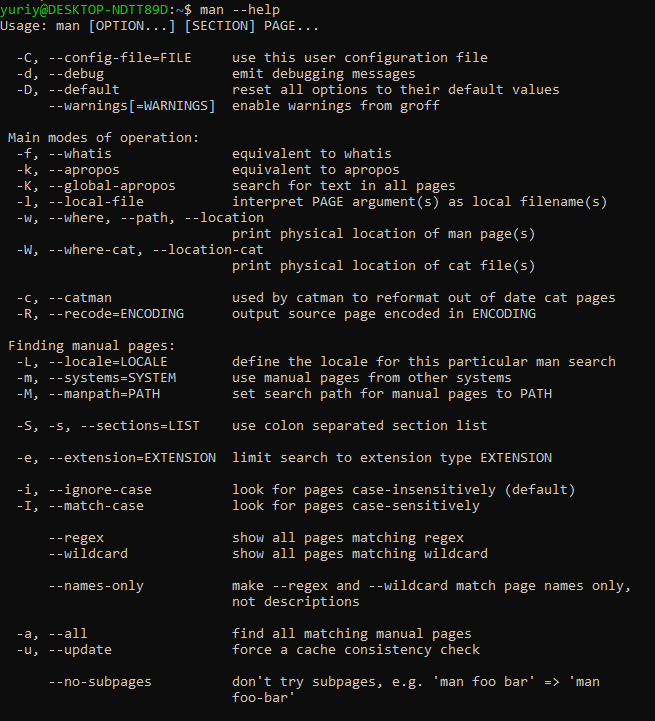 yuriy@DESKTOP-NDTT89D:~$ man --help
Usage: man [OPTION...] [SECTION] PAGE...

  -C, --config-file=FILE     use this user configuration file
  -d, --debug                emit debugging messages
  -D, --default              reset all options to their default values
      --warnings[=WARNINGS]  enable warnings from groff

 Main modes of operation:
  -f, --whatis               equivalent to whatis
  -k, --apropos              equivalent to apropos
  -K, --global-apropos       search for text in all pages
  -l, --local-file           interpret PAGE argument(s) as local filename(s)
  -w, --where, --path, --location
                             print physical location of man page(s)
  -W, --where-cat, --location-cat
                             print physical location of cat file(s)

  -c, --catman               used by catman to reformat out of date cat pages
  -R, --recode=ENCODING      output source page encoded in ENCODING

 Finding manual pages:
  -L, --locale=LOCALE        define the locale for this particular man search
  -m, --systems=SYSTEM       use manual pages from other systems
  -M, --manpath=PATH         set search path for manual pages to PATH

  -S, -s, --sections=LIST    use colon separated section list

  -e, --extension=EXTENSION  limit search to extension type EXTENSION

  -i, --ignore-case          look for pages case-insensitively (default)
  -I, --match-case           look for pages case-sensitively

      --regex                show all pages matching regex
      --wildcard             show all pages matching wildcard

      --names-only           make --regex and --wildcard match page names only,
                             not descriptions

  -a, --all                  find all matching manual pages
  -u, --update               force a cache consistency check

      --no-subpages          don't try subpages, e.g. 'man foo bar' => 'man
                             foo-bar'